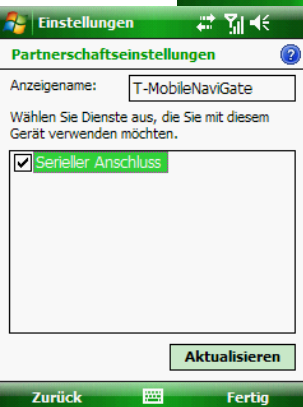 Einstellungen
Partnerschaftseinstellungen
Anzeigename: T-MobileNaviGate
Wählen Sie Dienste aus, die Sie mit diesem
Gerät verwenden möchten.
Serieller Anschluss
Aktualisieren
Zurück Fertig